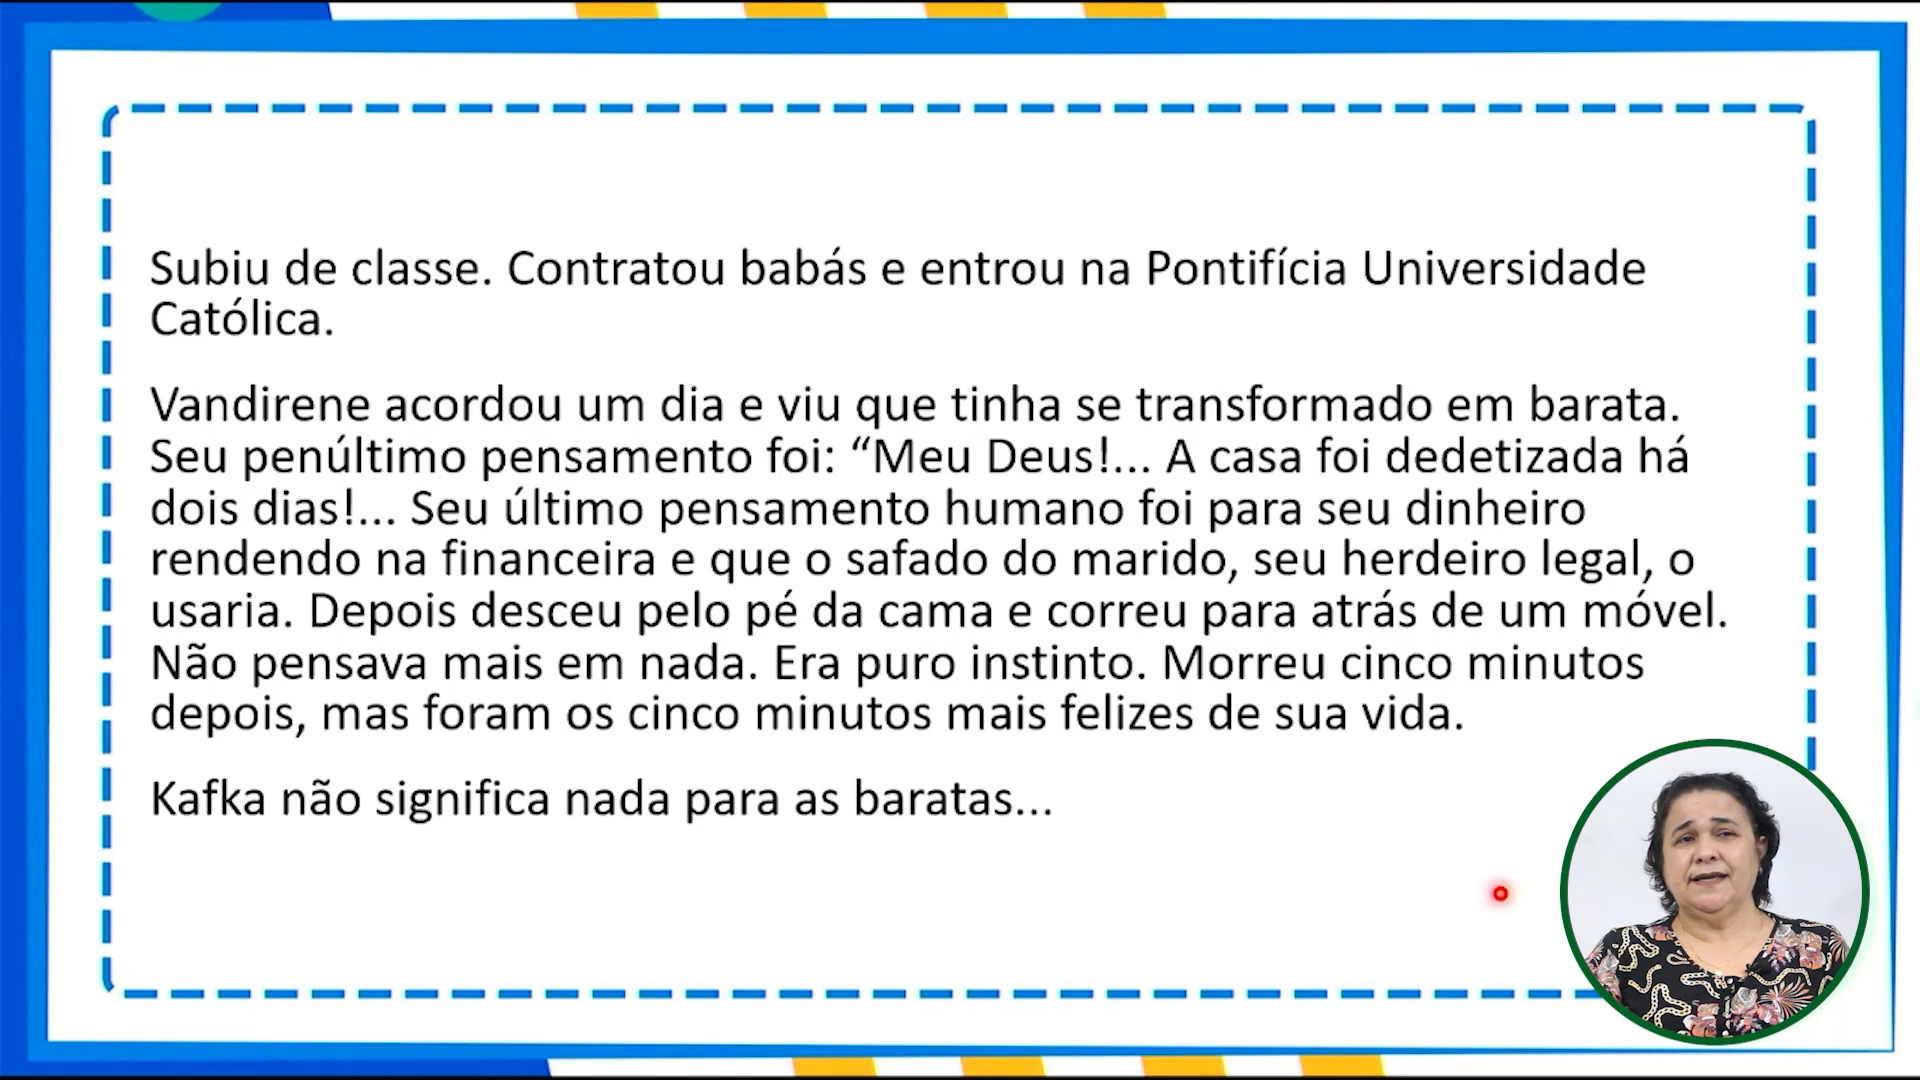 Subiu de classe. Contratou babás e entrou na Pontifícia Universidade
Católica.
Vandirene acordou um dia e viu que tinha se transformado em barata.
Seu penúltimo pensamento foi: “Meu Deus!... A casa foi dedetizada há
dois dias!... Seu último pensamento humano foi para seu dinheiro
rendendo na financeira e que o safado do marido, seu herdeiro legal, o
usaria. Depois desceu pelo pé da cama e correu para atrás de um móvel.
Não pensava mais em nada. Era puro instinto. Morreu cinco minutos
depois, mas foram os cinco minutos mais felizes de sua vida.
Kafka não significa nada para as baratas...